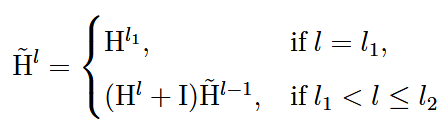 H̃^l = { H^{l_1}, if l = l_1,
(H^l + I)H̃^{l−1}, if l_1 < l ≤ l_2